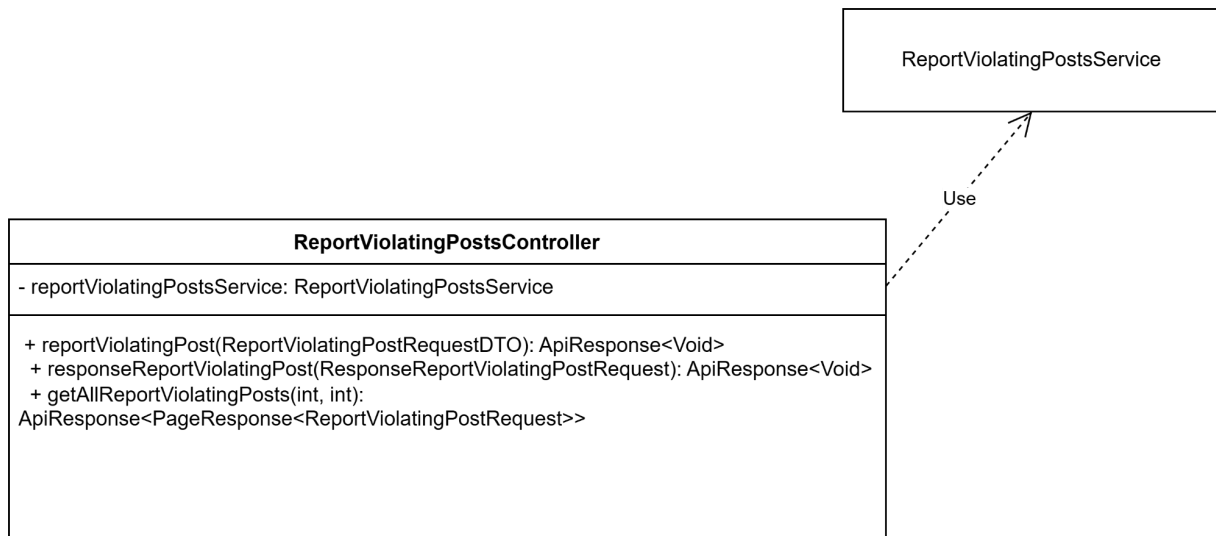 ReportViolatingPostsService
Use
ReportViolatingPostsController
- reportViolatingPostsService: ReportViolatingPostsService
+ reportViolatingPost(ReportViolatingPostRequestDTO): ApiResponse<Void>
+ responseReportViolatingPost(ResponseReportViolatingPostRequest): ApiResponse<Void>
+ getAllReportViolatingPosts(int, int):
ApiResponse<PageResponse<ReportViolatingPostRequest>>